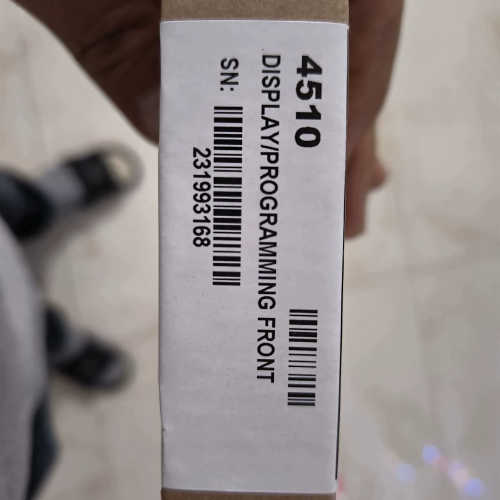 4510
DISPLAY/PROGRAMMING FRONT
SN:
231993168